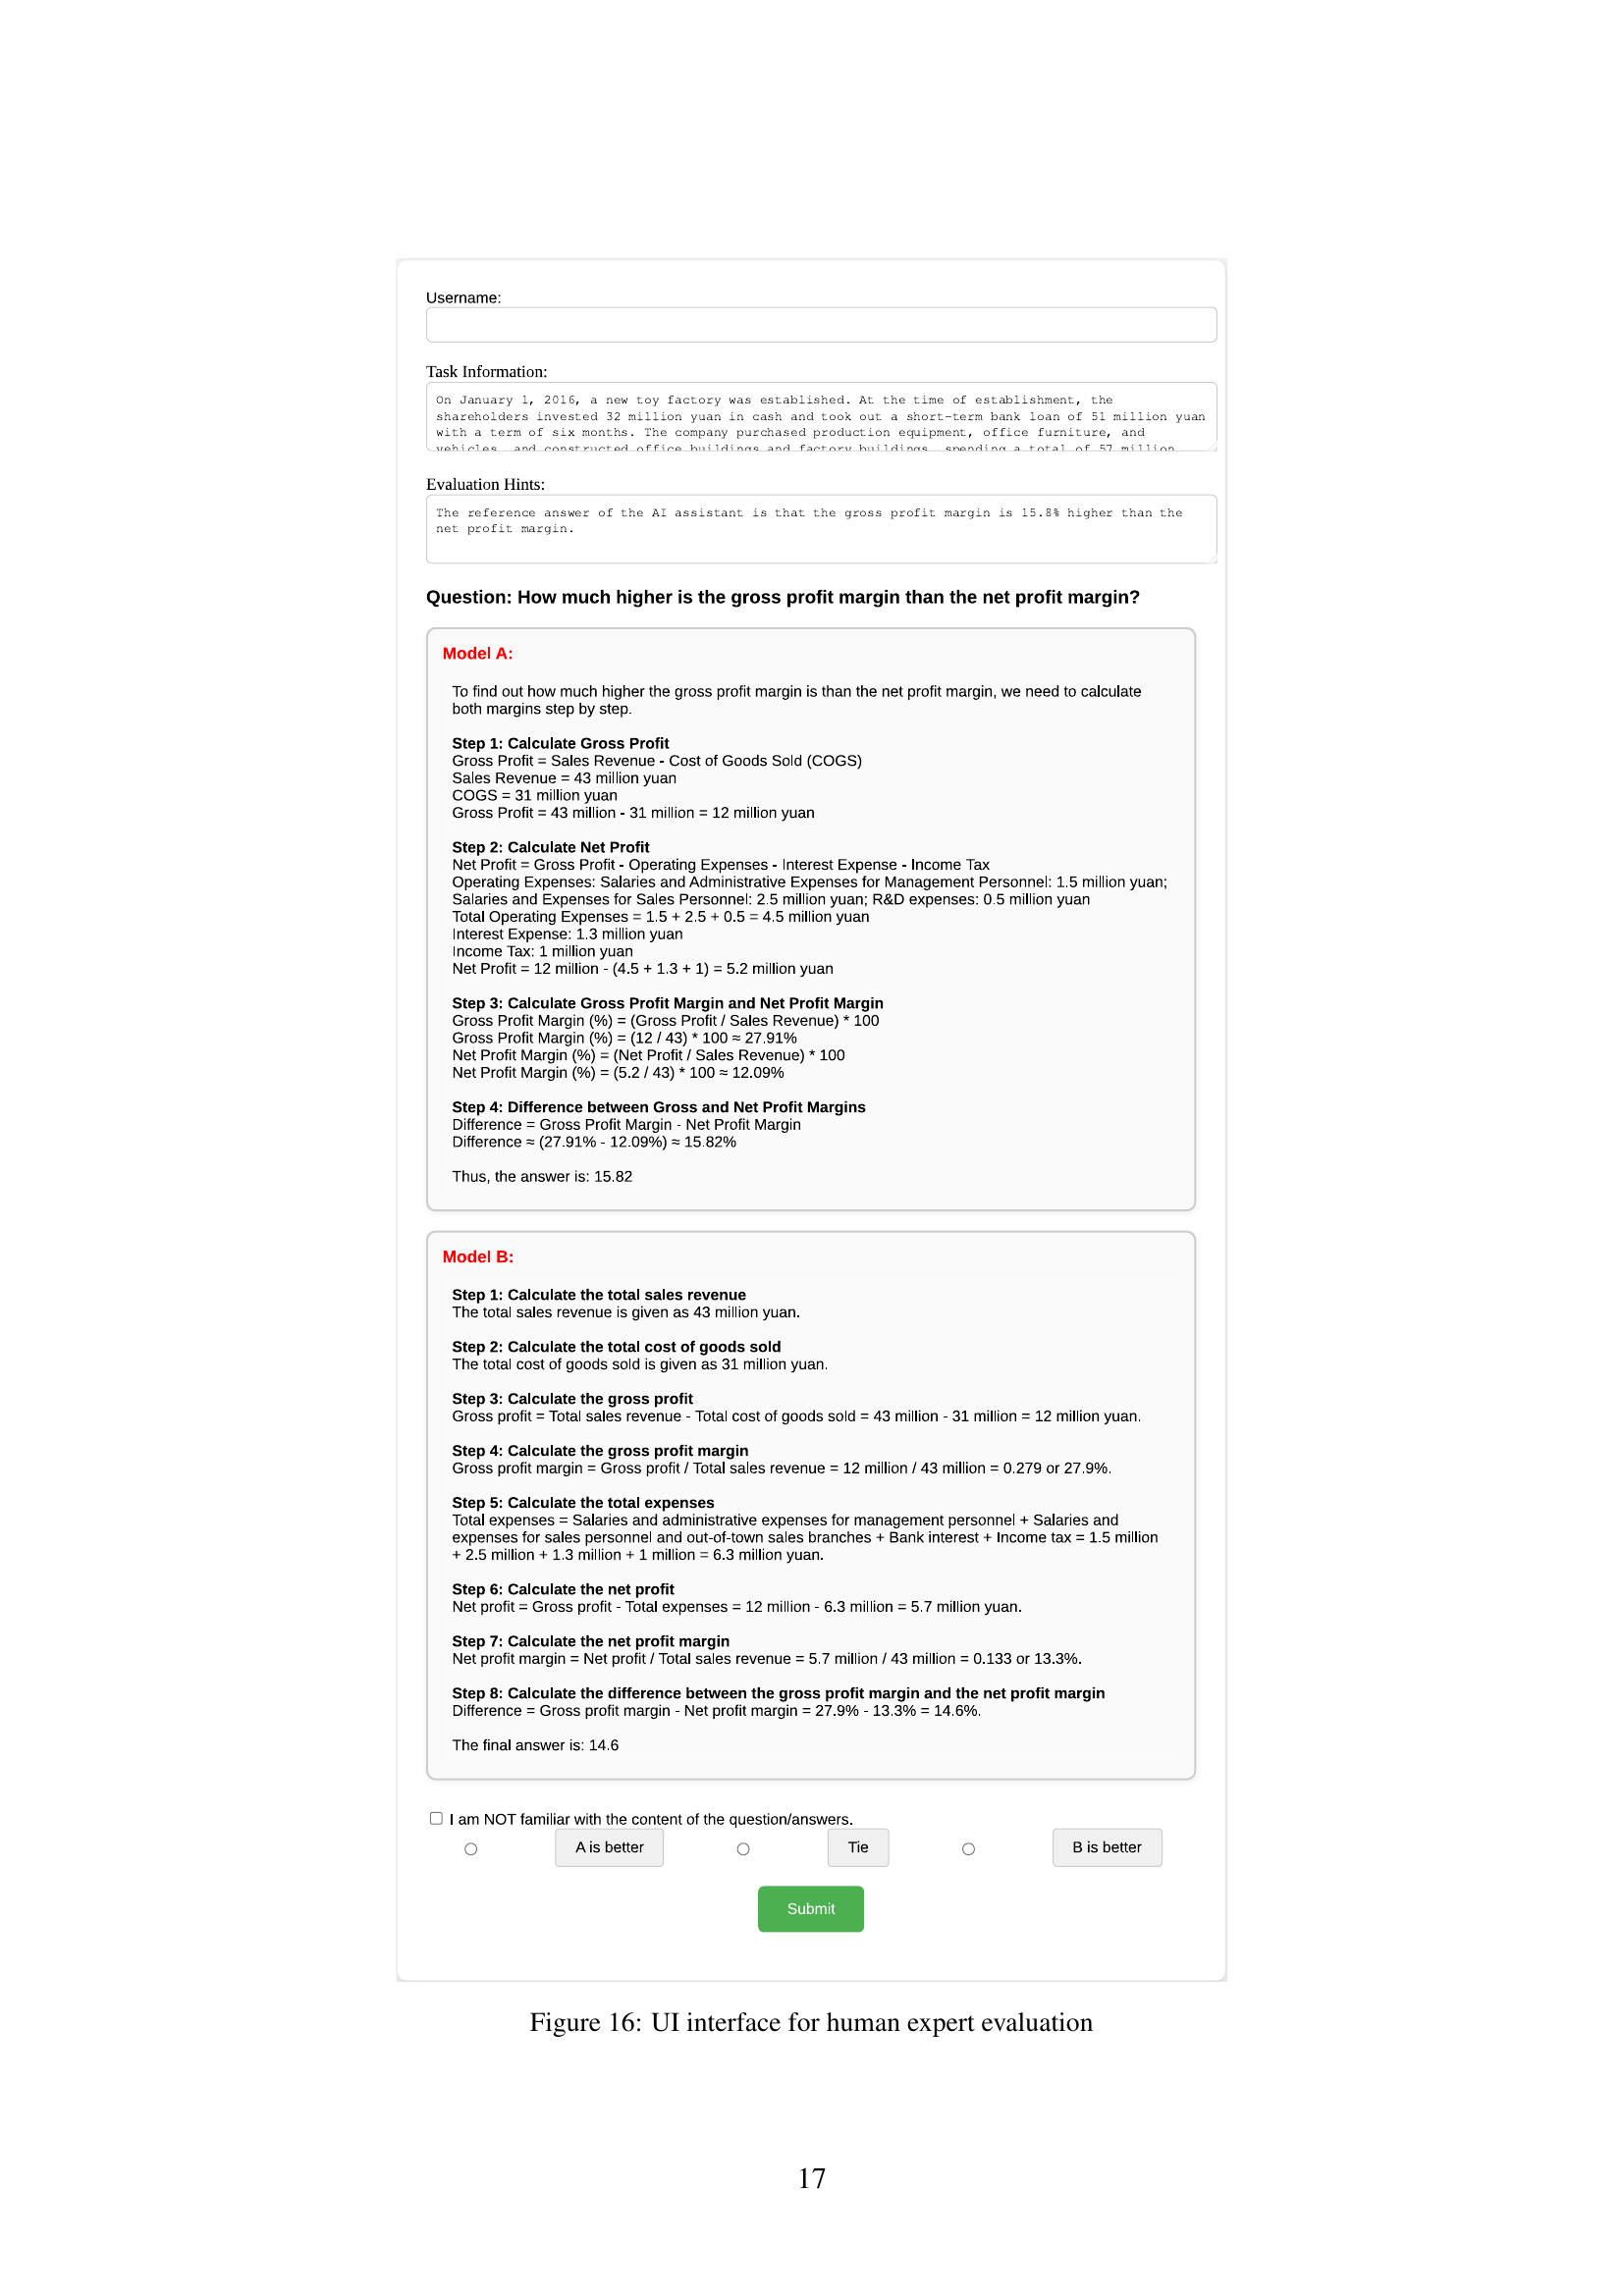 Username:
Task Information:
On January 1, 2016, a new toy factory was established. At the time of establishment, the
shareholders invested 32 million yuan in cash and took out a short-term bank loan of 51 million yuan
with a term of six months. The company purchased production equipment, office furniture, and
vehicles, and constructed office buildings and factory buildings, spending a total of 57 million
Evaluation Hints:
The reference answer of the AI assistant is that the gross profit margin is 15.8% higher than the
net profit margin.
Question: How much higher is the gross profit margin than the net profit margin?
Model A:
To find out how much higher the gross profit margin is than the net profit margin, we need to calculate
both margins step by step.
Step 1: Calculate Gross Profit
Gross Profit = Sales Revenue - Cost of Goods Sold (COGS)
Sales Revenue = 43 million yuan
COGS = 31 million yuan
Gross Profit = 43 million - 31 million = 12 million yuan
Step 2: Calculate Net Profit
Net Profit = Gross Profit - Operating Expenses - Interest Expense - Income Tax
Operating Expenses: Salaries and Administrative Expenses for Management Personnel: 1.5 million yuan;
Salaries and Expenses for Sales Personnel: 2.5 million yuan; R&D expenses: 0.5 million yuan
Total Operating Expenses = 1.5 + 2.5 + 0.5 = 4.5 million yuan
Interest Expense: 1.3 million yuan
Income Tax: 1 million yuan
Net Profit = 12 million - (4.5 + 1.3 + 1) = 5.2 million yuan
Step 3: Calculate Gross Profit Margin and Net Profit Margin
Gross Profit Margin (%) = (Gross Profit / Sales Revenue) * 100
Gross Profit Margin (%) = (12 / 43) * 100 ≈ 27.91%
Net Profit Margin (%) = (Net Profit / Sales Revenue) * 100
Net Profit Margin (%) = (5.2 / 43) * 100 ≈ 12.09%
Step 4: Difference between Gross and Net Profit Margins
Difference = Gross Profit Margin - Net Profit Margin
Difference ≈ (27.91% - 12.09%) ≈ 15.82%
Thus, the answer is: 15.82
Model B:
Step 1: Calculate the total sales revenue
The total sales revenue is given as 43 million yuan.
Step 2: Calculate the total cost of goods sold
The total cost of goods sold is given as 31 million yuan.
Step 3: Calculate the gross profit
Gross profit = Total sales revenue - Total cost of goods sold = 43 million - 31 million = 12 million yuan.
Step 4: Calculate the gross profit margin
Gross profit margin = Gross profit / Total sales revenue = 12 million / 43 million = 0.279 or 27.9%.
Step 5: Calculate the total expenses
Total expenses = Salaries and administrative expenses for management personnel + Salaries and
expenses for sales personnel and out-of-town sales branches + Bank interest + Income tax = 1.5 million
+ 2.5 million + 1.3 million + 1 million = 6.3 million yuan.
Step 6: Calculate the net profit
Net profit = Gross profit - Total expenses = 12 million - 6.3 million = 5.7 million yuan.
Step 7: Calculate the net profit margin
Net profit margin = Net profit / Total sales revenue = 5.7 million / 43 million = 0.133 or 13.3%.
Step 8: Calculate the difference between the gross profit margin and the net profit margin
Difference = Gross profit margin - Net profit margin = 27.9% - 13.3% = 14.6%.
The final answer is: 14.6
I am NOT familiar with the content of the question/answers.
A is better Tie B is better
Submit
Figure 16: UI interface for human expert evaluation
17